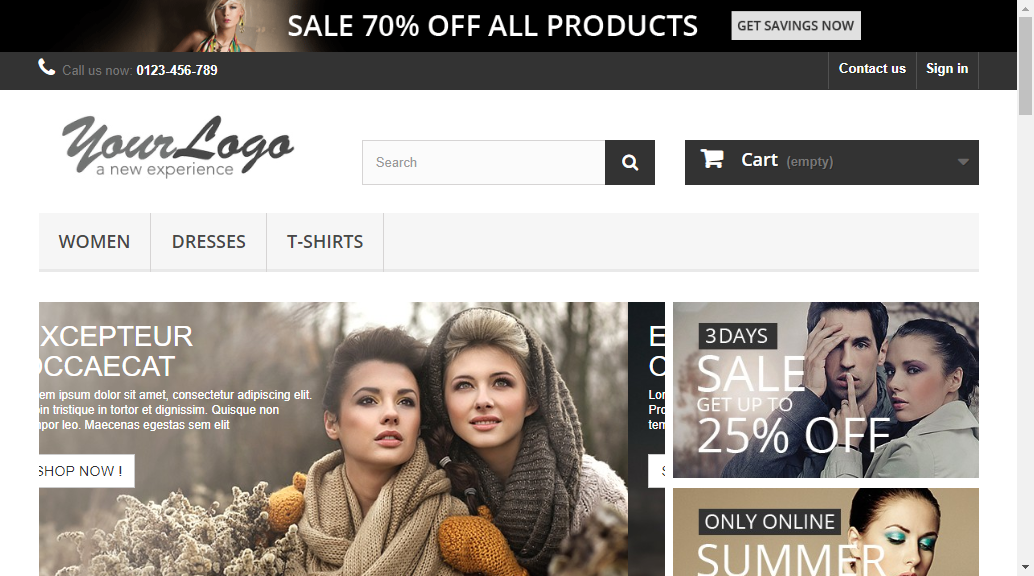 SALE 70% OFF ALL PRODUCTS
GET SAVINGS NOW
Call us now: 0123-456-789
Contact us
Sign in
YourLogo
a new experience
Search
Cart (empty)
WOMEN
DRESSES
T-SHIRTS
XCEPTEUR
OCCAECAT
em ipsum dolor sit amet, consectetur adipiscing elit.
in tristique in tortor et dignissim. Quisque non
por leo. Maecenas egestas sem elit
SHOP NOW !
E
Lor
Pro
tem
3 DAYS
SALE
GET UP TO
25% OFF
ONLY ONLINE
SUMMER